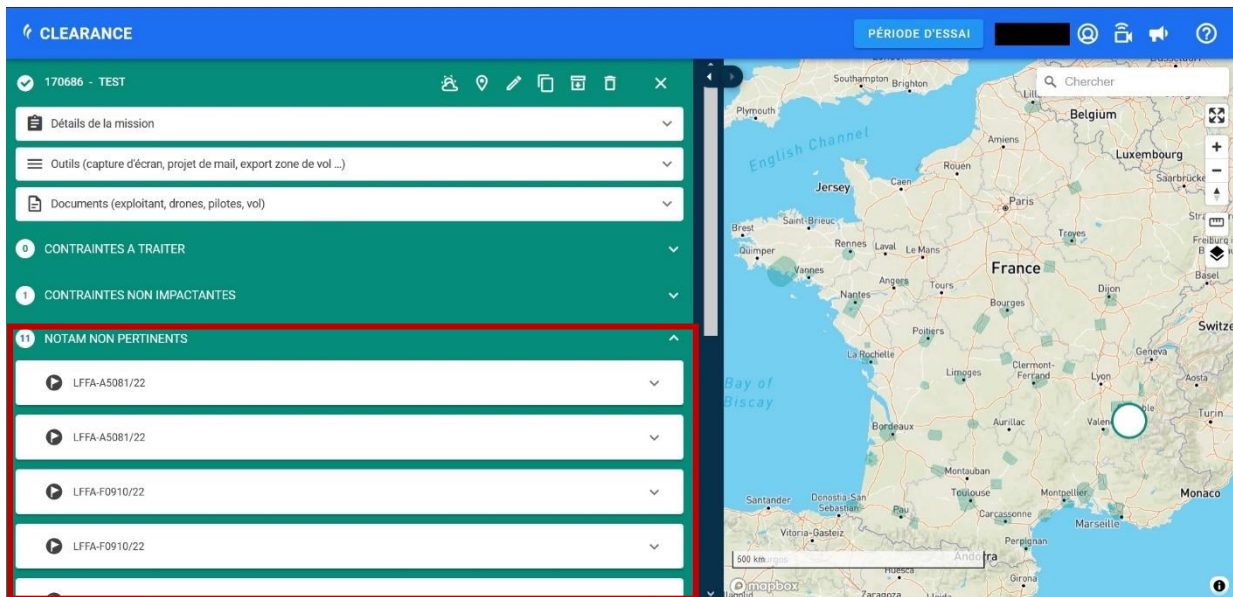 CLEARANCE
PÉRIODE D'ESSAI
170686 - TEST
Détails de la mission
Outils (capture d'écran, projet de mail, export zone de vol ...)
Documents (exploitant, drones, pilotes, vol)
0 CONTRAINTES A TRAITER
1 CONTRAINTES NON IMPACTANTES
11 NOTAM NON PERTINENTS
LFFA-A5081/22
LFFA-A5081/22
LFFA-F0910/22
LFFA-F0910/22
Chercher
Southampton
Brighton
Plymouth
Belgium
English Channel
Amiens
Luxembourg
Rouen
Jersey
Caen
Paris
Brest
Saint-Brieuc
Troyes
Quimper
Rennes
Laval
Le Mans
Vannes
France
Basel
Angers
Tours
Dijon
Nantes
Bourges
Poitiers
La Rochelle
Geneva
Limoges
Clermont-Ferrand
Lyon
Aosta
Bay of
Biscay
Turin
Bordeaux
Aurillac
Montauban
Toulouse
Montpellier
Monaco
Santander
Donostia-San
Sebastian
Pau
Carcassonne
Marseille
Vitoria-Gasteiz
Perpignan
500 km
Andorra
Huesca
Girona
mapbox
Zaragoza